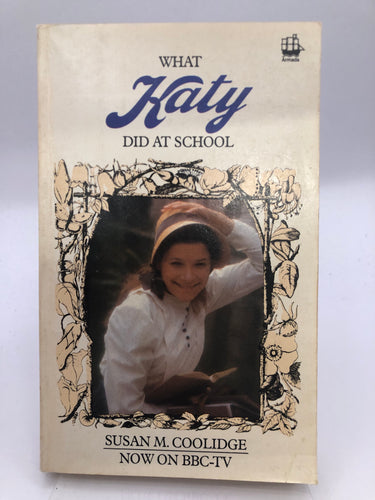 WHAT
Armada
Katy
DID AT SCHOOL
SUSAN M. COOLIDGE
NOW ON BBC-TV